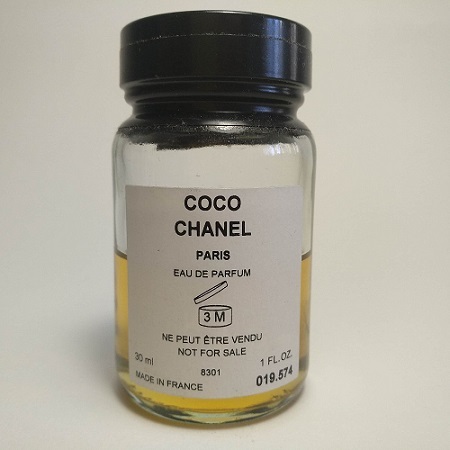 COCO
CHANEL
PARIS
EAU DE PARFUM
3 M
NE PEUT ÊTRE VENDU
NOT FOR SALE
30 ml
1 FL.OZ.
8301
MADE IN FRANCE
019.574